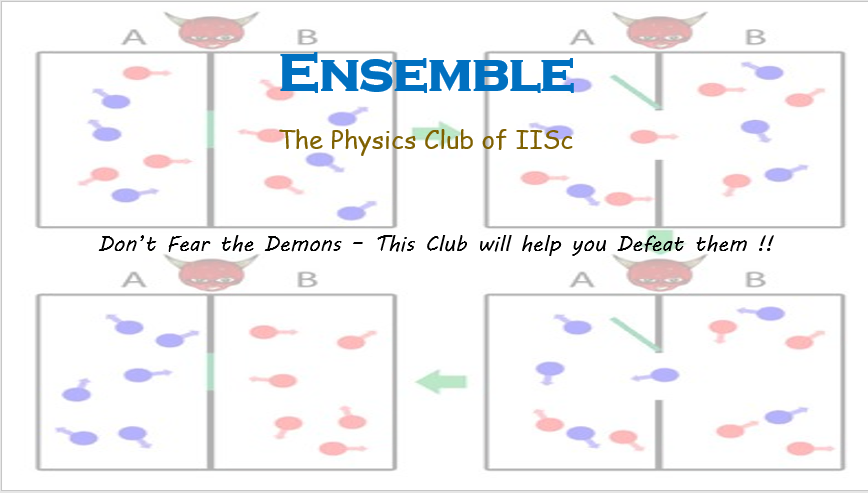 A B A B
ENSEMBLE
The Physics Club of IISc
Don't Fear the Demons - This Club will help you Defeat them !!
A B A B